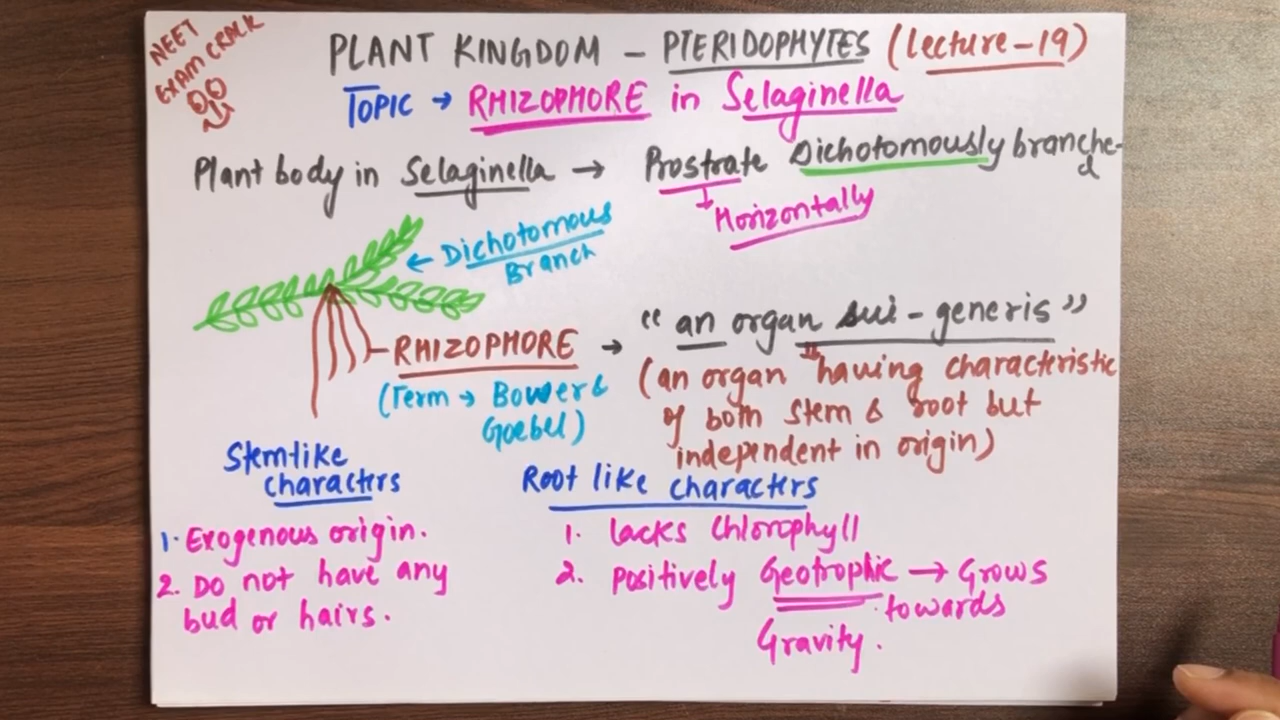 NEET
EXAM CRACK
PLANT KINGDOM – PTERIDOPHYTES (Lecture-19)
TOPIC → RHIZOPHORE in Selaginella
Plant body in Selaginella → Prostrate Dichotomously branche-
d
Horizontally
← Dichotomous
Branch
RHIZOPHORE → “an organ sui-generis”
(Term → Bower &
Goebel)
(an organ having characteristic
of both stem & root but
independent in origin)
Stemlike
characters
1. Exogenous origin.
2. Do not have any
bud or hairs.
Root like characters
1. lacks chlorophyll
2. positively Geotrophic → Grows
towards
Gravity.